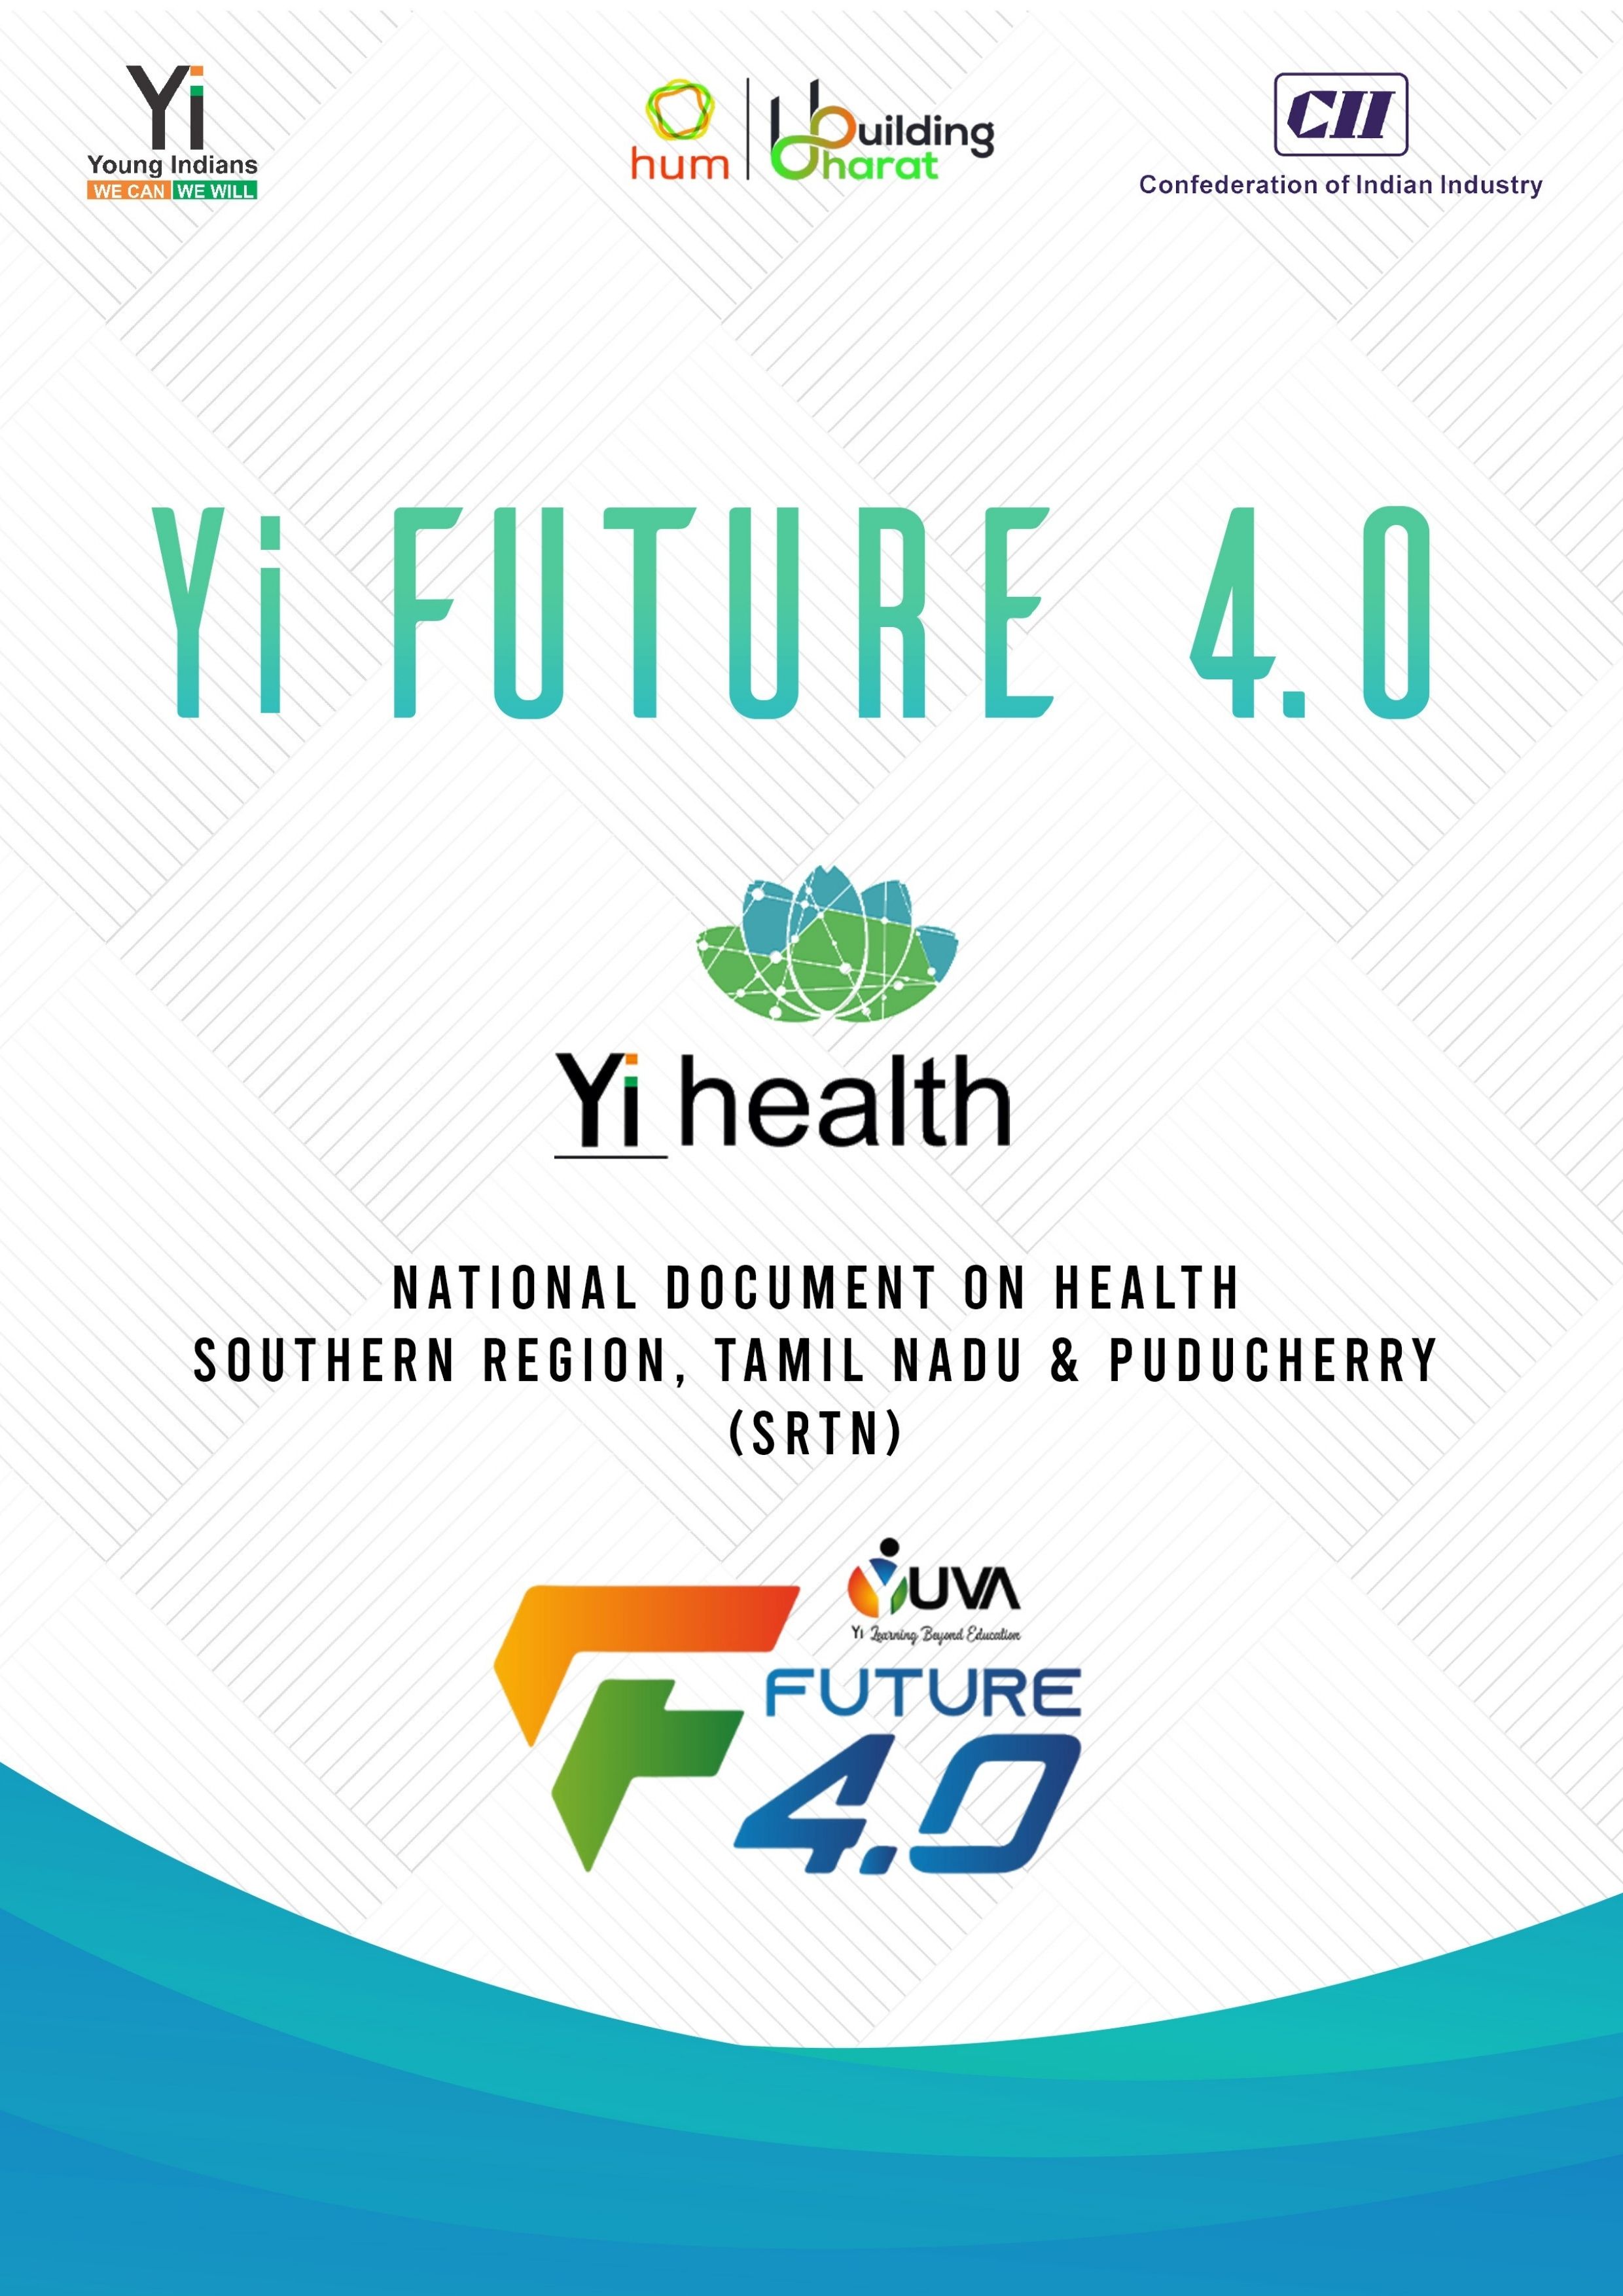 Yi
Young Indians
WE CAN WE WILL
hum
Building
Bharat
CII
Confederation of Indian Industry
Yi FUTURE 4.0
Yi health
NATIONAL DOCUMENT ON HEALTH
SOUTHERN REGION, TAMIL NADU & PUDUCHERRY
(SRTN)
YUVA
Yi Learning Beyond Education
FUTURE
4.0